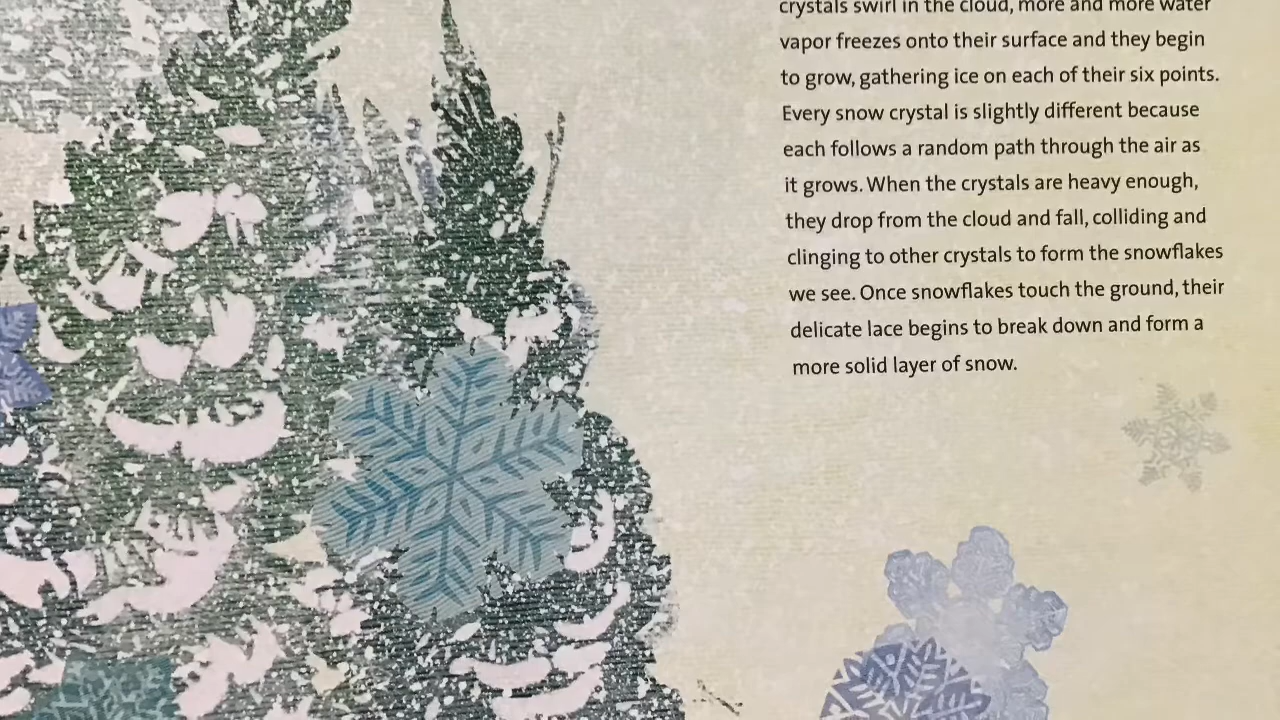 crystals swirl in the cloud, more and more water
vapor freezes onto their surface and they begin
to grow, gathering ice on each of their six points.
Every snow crystal is slightly different because
each follows a random path through the air as
it grows. When the crystals are heavy enough,
they drop from the cloud and fall, colliding and
clinging to other crystals to form the snowflakes
we see. Once snowflakes touch the ground, their
delicate lace begins to break down and form a
more solid layer of snow.